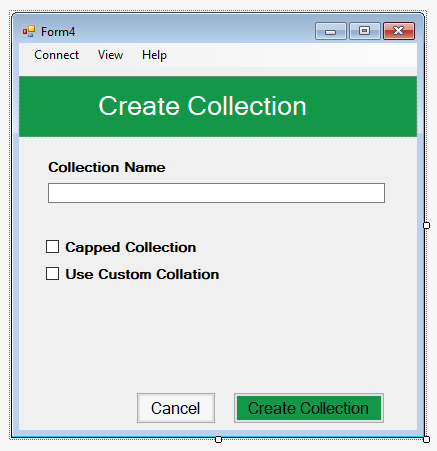 Form4
Connect View Help
Create Collection
Collection Name
Capped Collection
Use Custom Collation
Cancel Create Collection